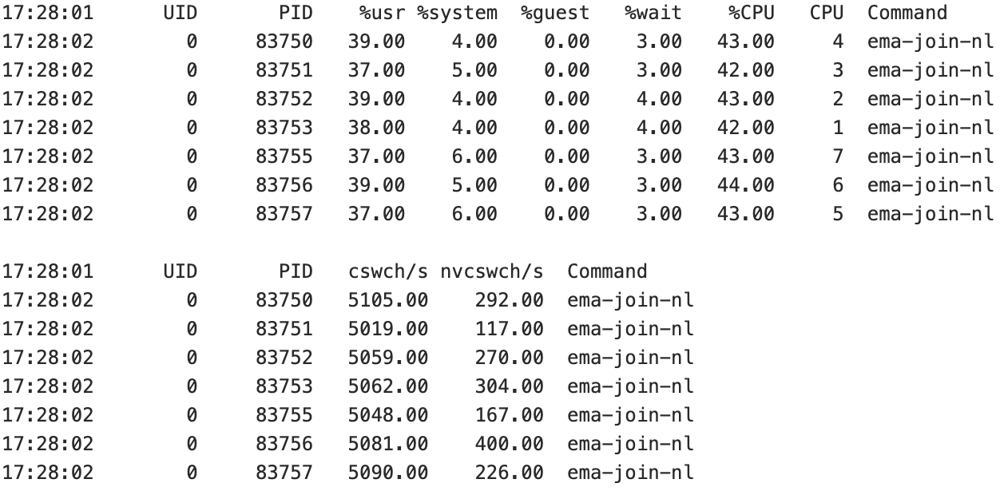 17:28:01 UID PID %usr %system %guest %wait %CPU CPU Command
17:28:02 0 83750 39.00 4.00 0.00 3.00 43.00 4 ema-join-nl
17:28:02 0 83751 37.00 5.00 0.00 3.00 42.00 3 ema-join-nl
17:28:02 0 83752 39.00 4.00 0.00 4.00 43.00 2 ema-join-nl
17:28:02 0 83753 38.00 4.00 0.00 4.00 42.00 1 ema-join-nl
17:28:02 0 83755 37.00 6.00 0.00 3.00 43.00 7 ema-join-nl
17:28:02 0 83756 39.00 5.00 0.00 3.00 44.00 6 ema-join-nl
17:28:02 0 83757 37.00 6.00 0.00 3.00 43.00 5 ema-join-nl

17:28:01 UID PID cswch/s nvcswch/s Command
17:28:02 0 83750 5105.00 292.00 ema-join-nl
17:28:02 0 83751 5019.00 117.00 ema-join-nl
17:28:02 0 83752 5059.00 270.00 ema-join-nl
17:28:02 0 83753 5062.00 304.00 ema-join-nl
17:28:02 0 83755 5048.00 167.00 ema-join-nl
17:28:02 0 83756 5081.00 400.00 ema-join-nl
17:28:02 0 83757 5090.00 226.00 ema-join-nl